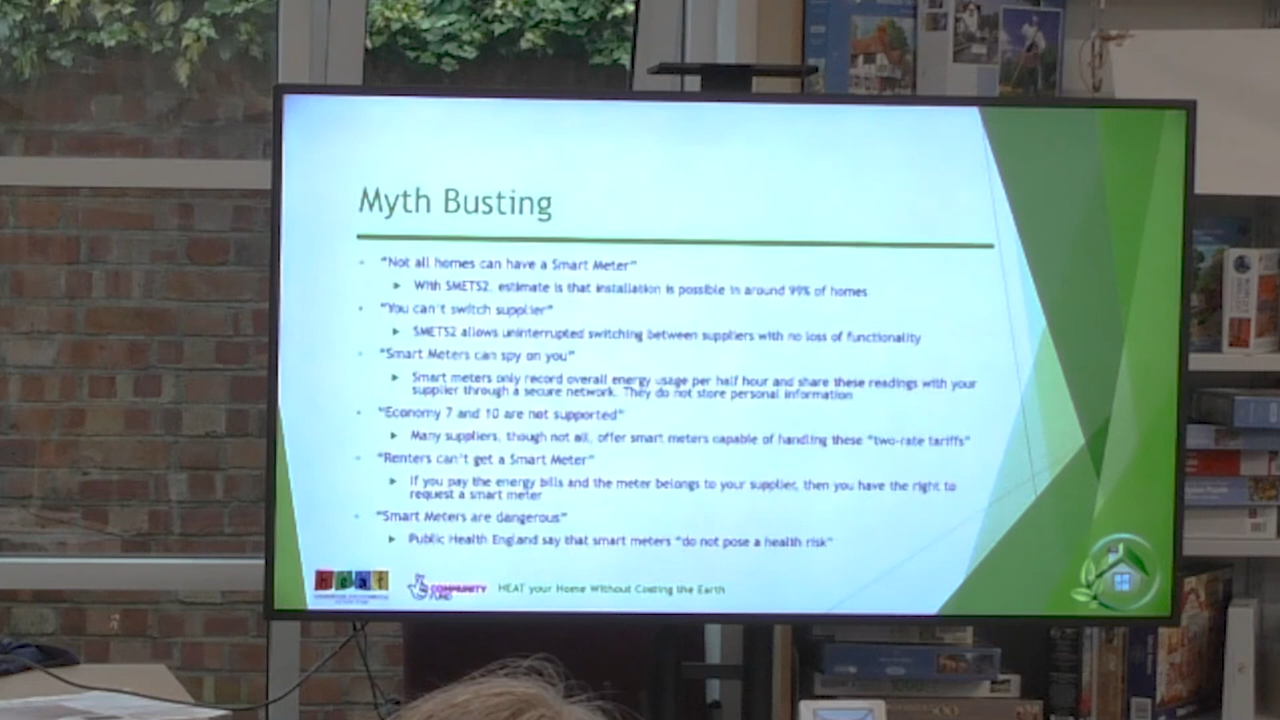 Myth Busting
"Not all homes can have a Smart Meter"
With SMETS2, estimate is that installation is possible in around 99% of homes
"You can't switch supplier"
SMETS2 allows uninterrupted switching between suppliers with no loss of functionality
"Smart Meters can spy on you"
Smart meters only record overall energy usage per half hour and share these readings with your
supplier through a secure network. They do not store personal information
"Economy 7 and 10 are not supported"
Many suppliers, though not all, offer smart meters capable of handling these "two-rate tariffs"
"Renters can't get a Smart Meter"
If you pay the energy bills and the meter belongs to your supplier, then you have the right to
request a smart meter
"Smart Meters are dangerous"
Public Health England say that smart meters "do not pose a health risk"
heat
COMMUNITY
FUND
HEAT your Home Without Costing the Earth